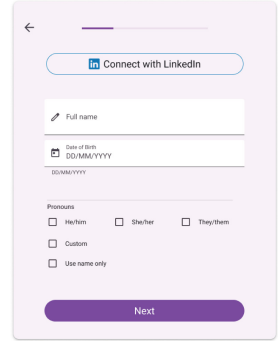 in Connect with LinkedIn
Full name
Date of Birth
DD/MM/YYYY
DD/MM/YYYY
Pronouns
He/him She/her They/them
Custom
Use name only
Next